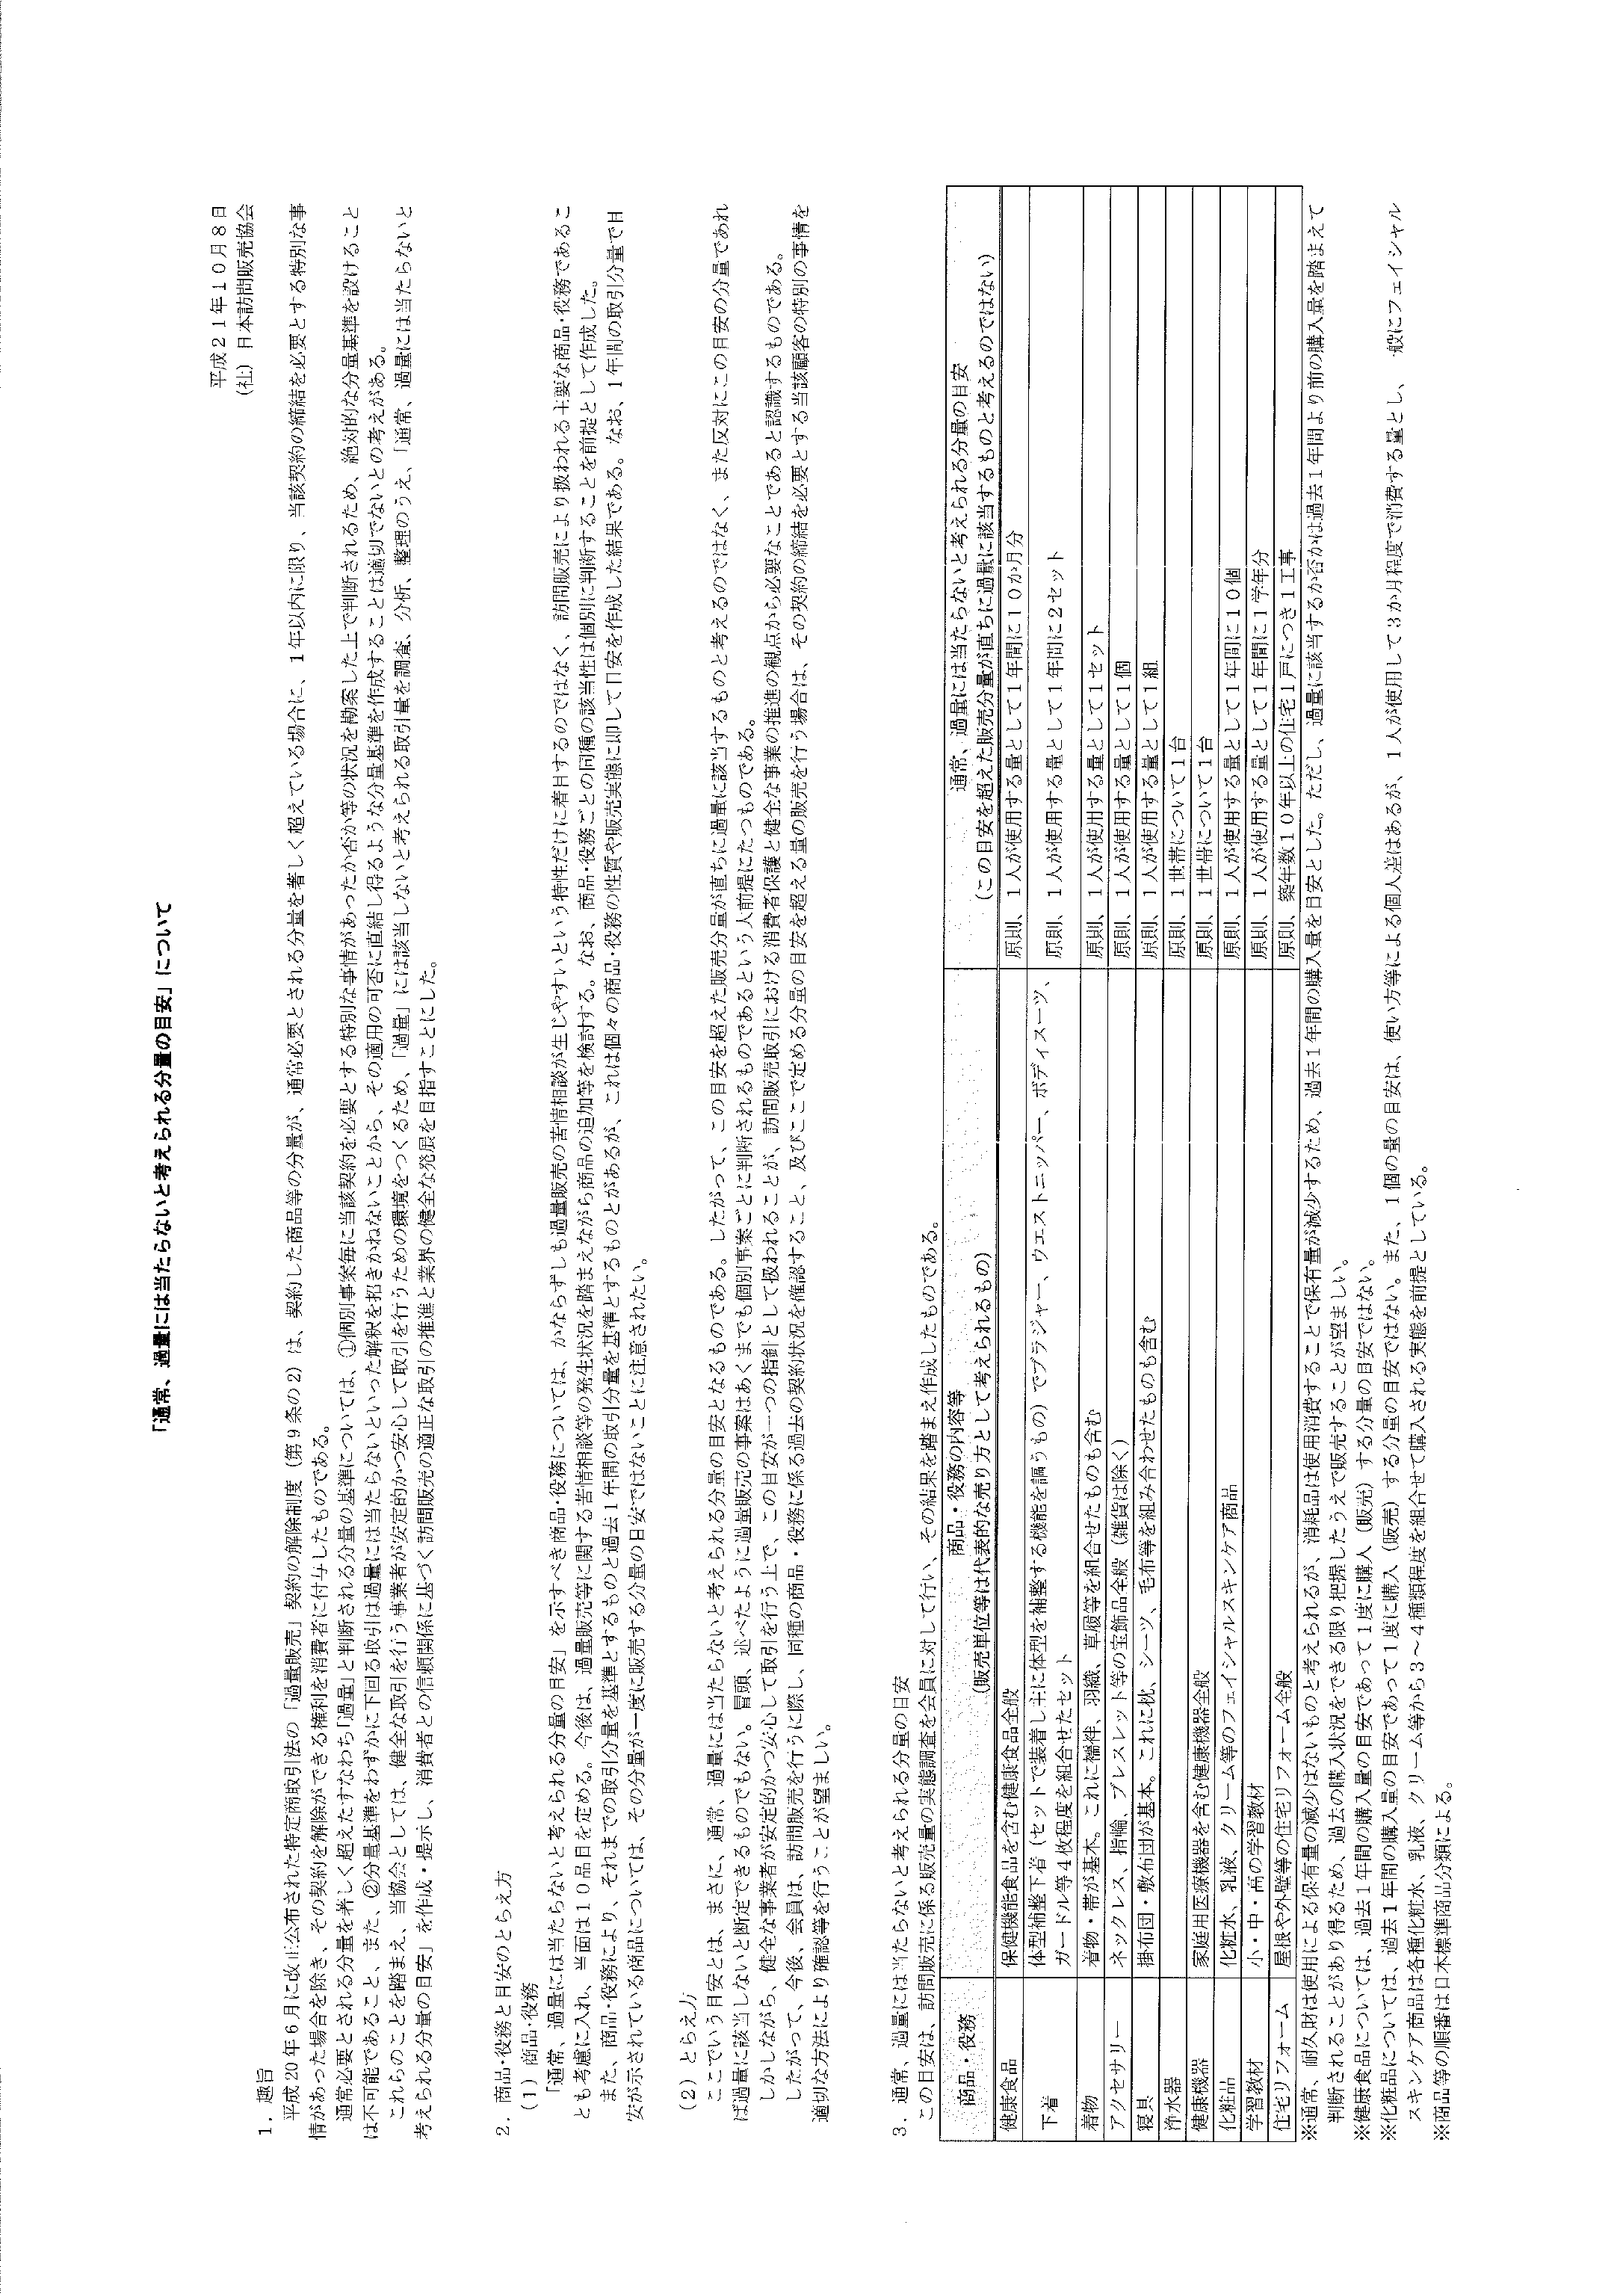 「通常、過量には当たらないと考えられる分量の目安」について
平成２１年１０月８日
（社）日本訪問販売協会
１．趣旨
平成20年6月に改正公布された特定商取引法の「過量販売」契約の解除制度（第９条の２）は、契約した商品等の分量が、通常必要とされる分量を著しく超えている場合に、１年以内に限り、当該契約の締結を必要とする特別な事
情があった場合を除き、その契約を解除ができる権利を消費者に付与したものである。
通常必要とされる分量を著しく超えたすなわち「過量」と判断される分量の基準については、①個別事案毎に当該契約を必要とする特別な事情があったか否か等の状況を勘案した上で判断されるため、絶対的な分量基準を設けること
は不可能であること、また、②分量基準をわずかに下回る取引は過量には当たらないといった解釈を招きかねないことから、その適用の可否に直結し得るような分量基準を作成することは適切でないとの考えがある。
これらのことを踏まえ、当協会としては、健全な取引を行う事業者が安定的かつ安心して取引を行うための環境をつくるため、「過量」には該当しないと考えられる取引量を調査、分析、整理のうえ、「通常、過量には当たらないと
考えられる分量の目安」を作成・提示し、消費者との信頼関係に基づく訪問販売の適正な取引の推進と業界の健全な発展を目指すことにした。
２．商品・役務と目安のとらえ方
（１）商品・役務
「通常、過量には当たらないと考えられる分量の目安」を示すべき商品・役務については、かならずしも過量販売の苦情相談が生じやすいという特性だけに着目するのではなく、訪問販売により扱われる主要な商品・役務であるこ
とも考慮に入れ、当面は１０品目を定める。今後は、過量販売等に関する苦情相談等の発生状況を踏まえながら商品の追加等を検討する。なお、商品・役務ごとの同種の該当性は個別に判断することを前提として作成した。
また、商品・役務により、それまでの取引分量を基準とするものと過去１年間の取引分量を基準とするものとがあるが、これは個々の商品・役務の性質や販売実態に即して目安を作成した結果である。なお、１年間の取引分量で目
安が示されている商品については、その分量が一度に販売する分量の目安ではないことに注意されたい。
（２）とらえ方
ここでいう目安とは、まさに、通常、過量には当たらないと考えられる分量の目安となるものである。したがって、この目安を超えた販売分量が直ちに過量に該当するものと考えるのではなく、また反対にこの目安の分量であれ
ば過量に該当しないと断定できるものでもない。冒頭、述べたように過量販売の事案はあくまでも個別事案ごとに判断されるものであるという大前提にたつものである。
しかしながら、健全な事業者が安定的かつ安心して取引を行う上で、この目安が一つの指針として扱われることが、訪問販売取引における消費者保護と健全な事業の推進の観点から必要なことであると認識するものである。
したがって、今後、会員は、訪問販売を行うに際し、同種の商品・役務に係る過去の契約状況を確認すること、及びここで定める分量の目安を超える量の販売を行う場合は、その契約の締結を必要とする当該顧客の特別の事情を
適切な方法により確認等を行うことが望ましい。
３．通常、過量には当たらないと考えられる分量の目安
この目安は、訪問販売に係る販売量の実態調査を会員に対して行い、その結果を踏まえ作成したものである。
商品・役務
商品・役務の内容等
（販売単位等は代表的な売り方として考えられるもの）
通常、過量には当たらないと考えられる分量の目安
（この目安を超えた販売分量が直ちに過量に該当するものと考えるのではない）
健康食品 保健機能食品を含む健康食品全般 原則、１人が使用する量として１年間に１０か月分
下着 体型補整下着（セットで装着し主に体型を補整する機能を謳うもの）でブラジャー、ウエストニッパー、ボディスーツ、
ガードル等４枚程度を組合せたセット 原則、１人が使用する量として１年間に２セット
着物 着物・帯が基本。これに襦袢、羽織、草履等を組合せたものも含む 原則、１人が使用する量として１セット
アクセサリー ネックレス、指輪、ブレスレット等の宝飾品全般（雑貨は除く） 原則、１人が使用する量として１個
寝具 掛布団・敷布団が基本。これに枕、シーツ、毛布等を組み合わせたものも含む 原則、１人が使用する量として１組
浄水器 原則、１世帯について１台
健康機器 家庭用医療機器を含む健康機器全般 原則、１世帯について１台
化粧品 化粧水、乳液、クリーム等のフェイシャルスキンケア商品 原則、１人が使用する量として１年間に１０個
学習教材 小・中・高の学習教材 原則、１人が使用する量として１年間に１学年分
住宅リフォーム 屋根や外壁等の住宅リフォーム全般 原則、築年数１０年以上の住宅１戸につき１工事
※通常、耐久財は使用による保有量の減少はないものと考えられるが、消耗品は使用消費することで保有量が減少するため、過去１年間の購入量を目安とした。ただし、過量に該当するか否かは過去１年間より前の購入量を踏まえて
判断されることがあり得るため、過去の購入状況をできる限り把握したうえで販売することが望ましい。
※健康食品については、過去１年間の購入量の目安であって１度に購入（販売）する分量の目安ではない。
※化粧品については、過去１年間の購入量の目安であって１度に購入（販売）する分量の目安ではない。また、１個の量の目安は、使い方等による個人差はあるが、１人が使用して３か月程度で消費する量とし、一般にフェイシャル
スキンケア商品は各種化粧水、乳液、クリーム等から３～４種類程度を組合せて購入される実態を前提としている。
※商品等の順番は日本標準商品分類による。